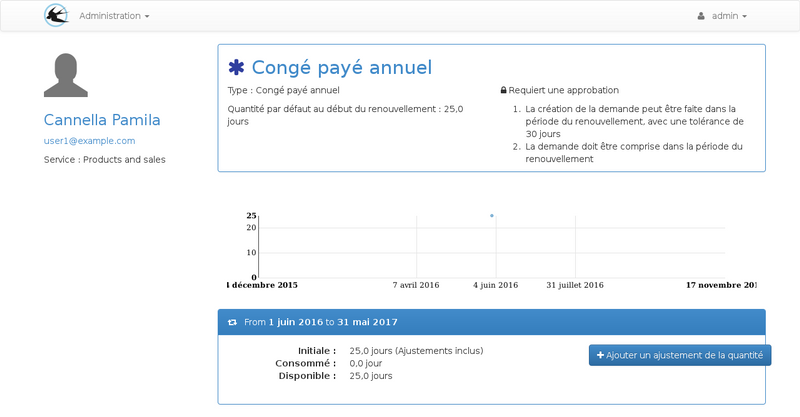 Administration
admin
Cannella Pamila
user1@example.com
Service : Products and sales
Congé payé annuel
Type : Congé payé annuel
Quantité par défaut au début du renouvellement : 25,0
jours
Requiert une approbation
1. La création de la demande peut être faite dans la
période du renouvellement, avec une tolérance de
30 jours
2. La demande doit être comprise dans la période du
renouvellement
25
20
10
0
décembre 2015
7 avril 2016
4 juin 2016
31 juillet 2016
17 novembre 201
From 1 juin 2016 to 31 mai 2017
Initiale : 25,0 jours (Ajustements inclus)
Consommé : 0,0 jour
Disponible : 25,0 jours
Ajouter un ajustement de la quantité